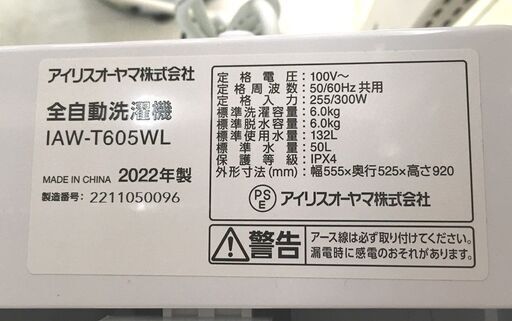 アイリスオーヤマ株式会社
全自動洗濯機
IAW-T605WL
MADE IN CHINA 2022年製
製造番号: 2211050096
定格電圧: 100V~
定格周波数: 50/60Hz 共用
定格入力: 255/300W
標準洗濯容量: 6.0kg
標準脱水容量: 6.0kg
標準使用水量: 132L
標準水量: 50L
保護等級: IPX4
外形寸法(mm): 幅555×奥行525×高さ920
PS
E
アイリスオーヤマ株式会社
警告
アース線は必ず取り付けてください。
漏電時に感電のおそれがあります。